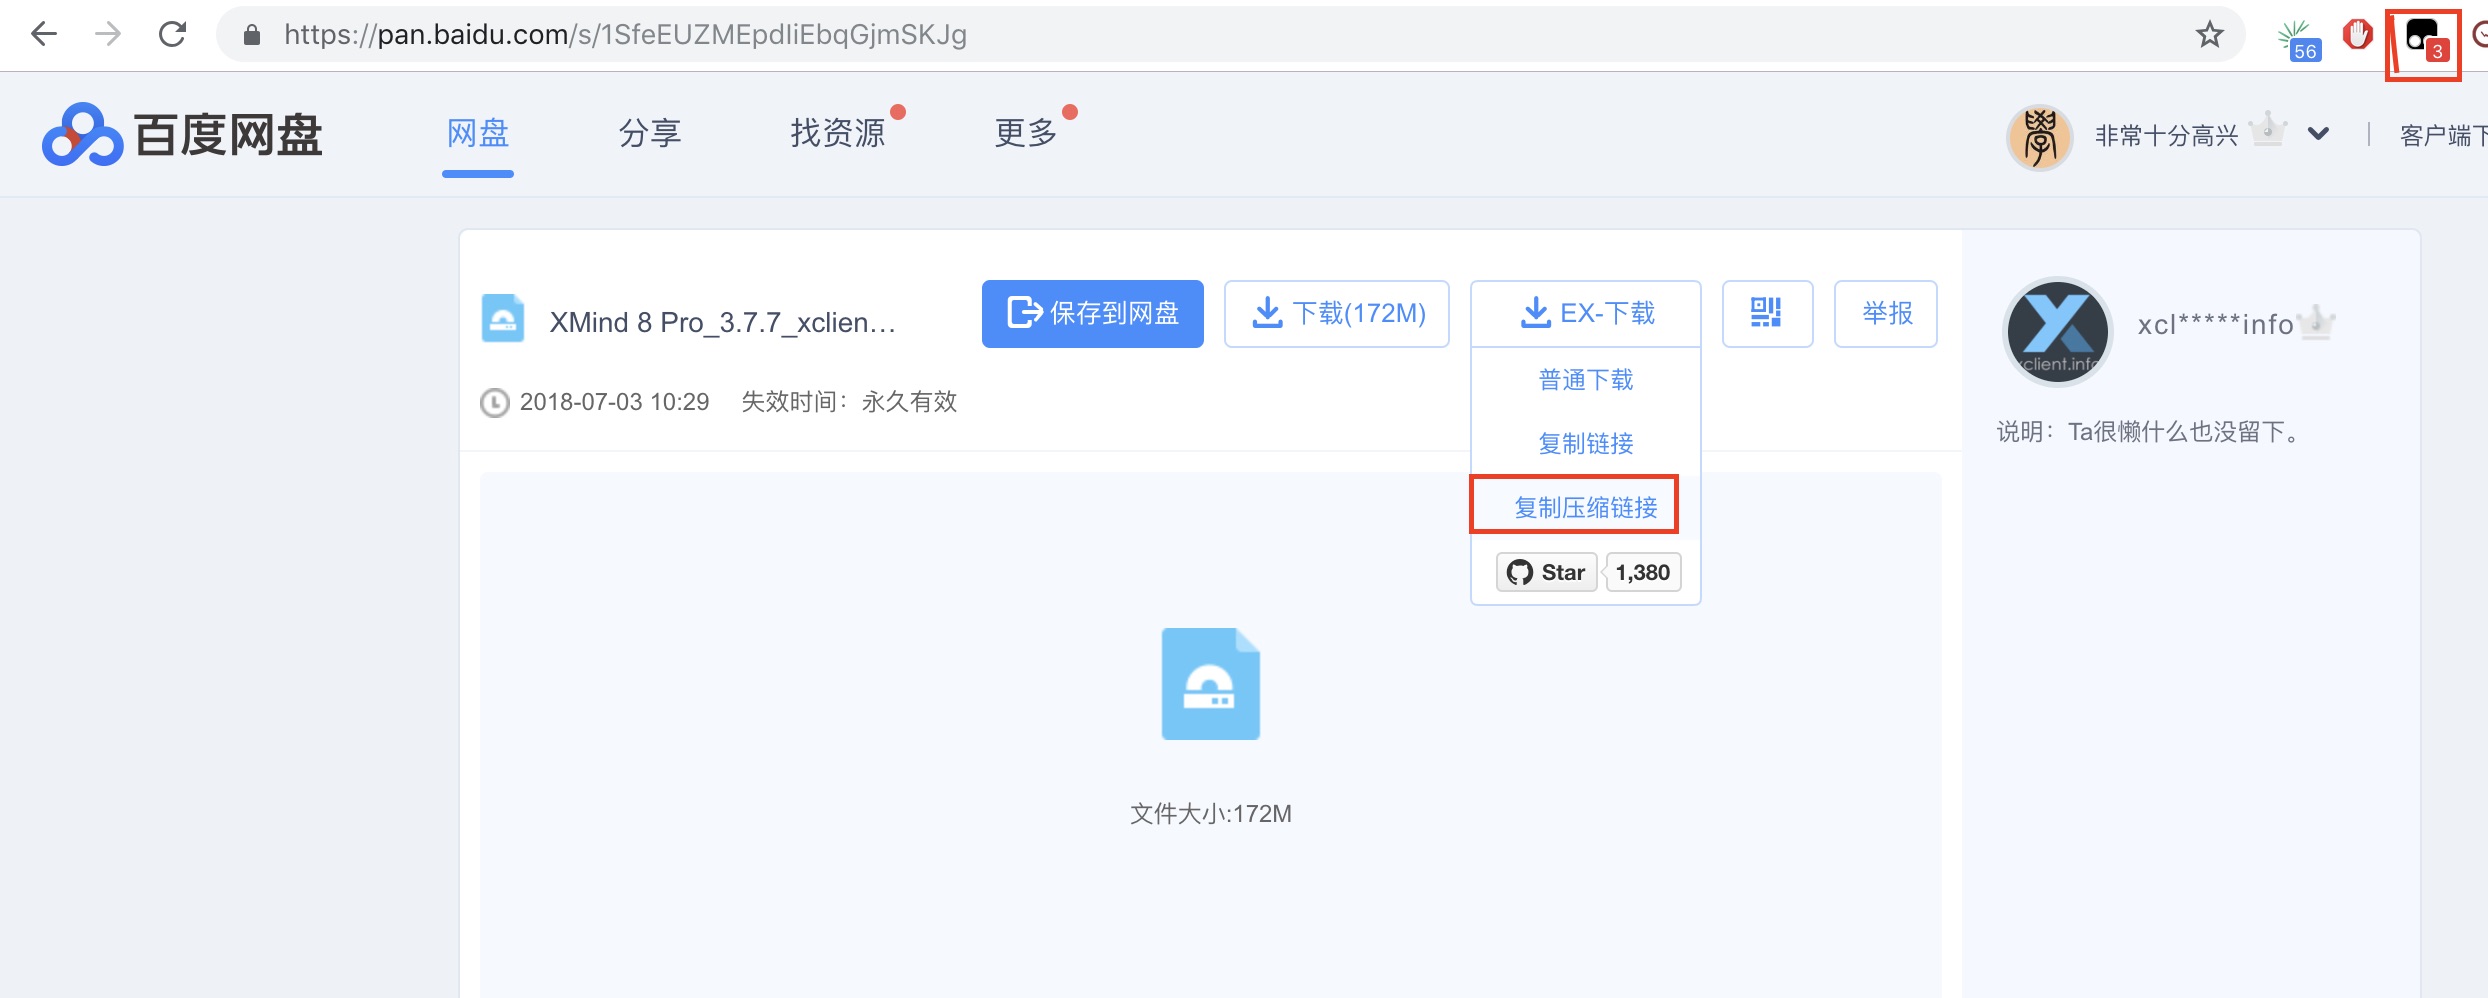 https://pan.baidu.com/s/1SfeEUZMEpdIiEbqGjmSKJg
56
3
百度网盘
网盘
分享
找资源
更多
學
非常十分高兴
客户端下
XMind 8 Pro_3.7.7_xclien...
保存到网盘
下载(172M)
EX-下载
举报
普通下载
复制链接
复制压缩链接
Star
1,380
2018-07-03 10:29 失效时间：永久有效
文件大小:172M
xclient.info
xcl*****info
说明：Ta很懒什么也没留下。